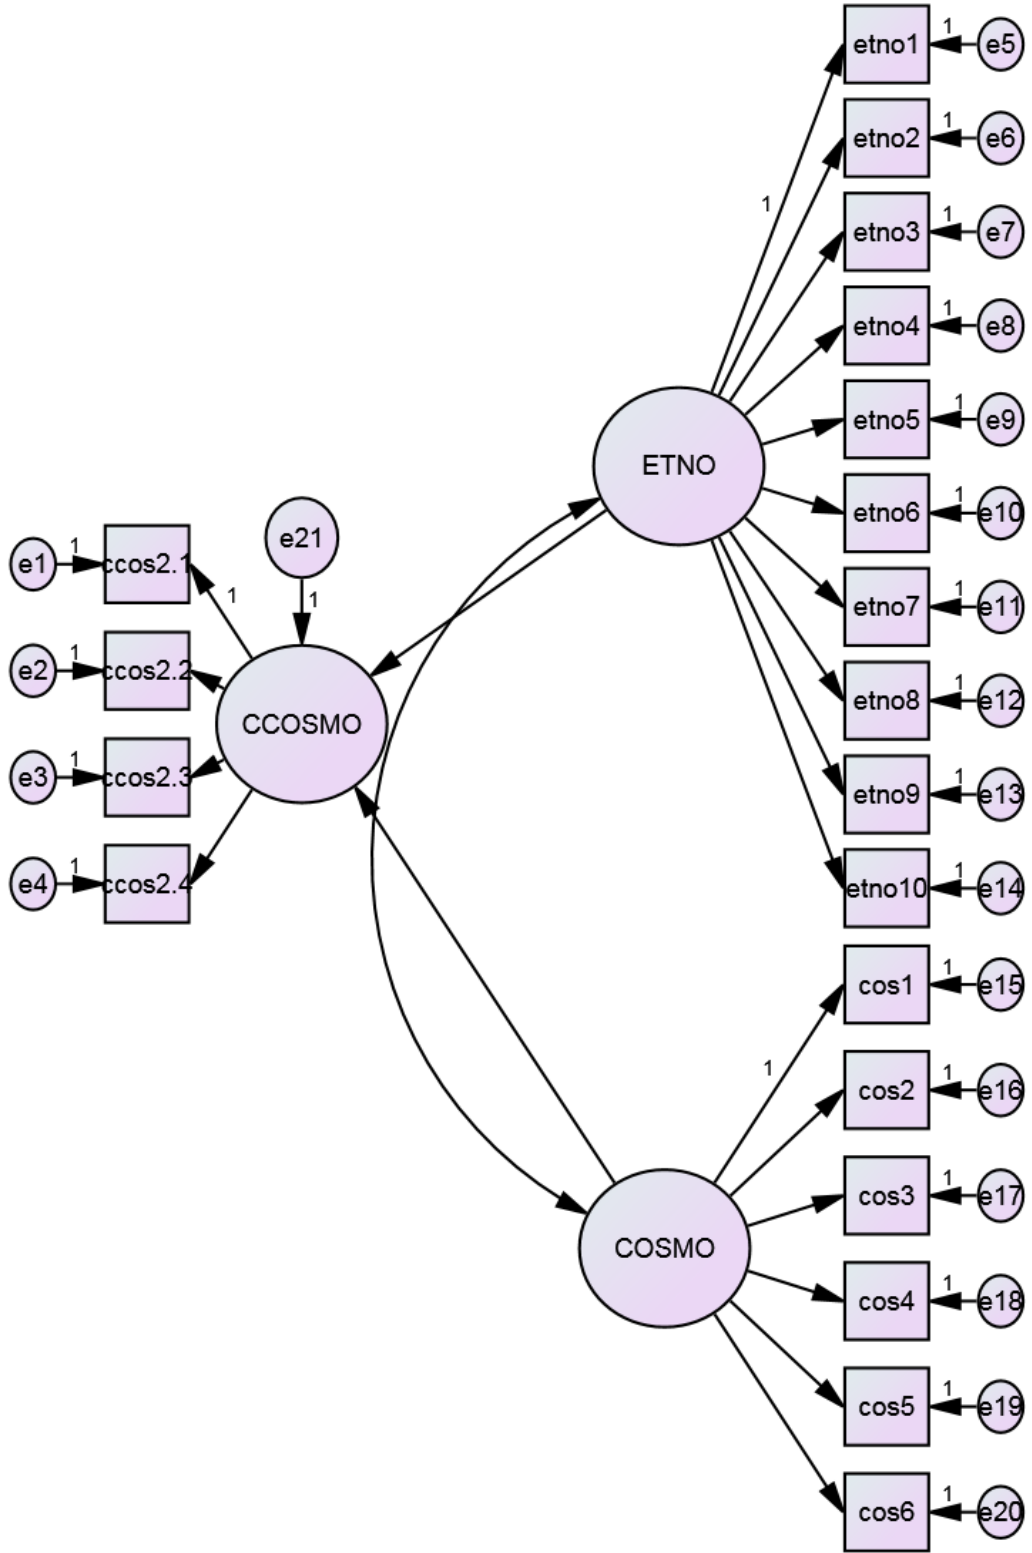 etno1
1
e5
etno2
1
e6
1
etno3
1
e7
etno4
1
e8
etno5
1
e9
ETNO
etno6
1
e10
e21
e1
1
ccos2.1
1
1
etno7
1
e11
e2
1
ccos2.2
etno8
1
e12
CCOSMO
e3
1
ccos2.3
etno9
1
e13
e4
1
ccos2.4
etno10
1
e14
cos1
1
e15
1
cos2
1
e16
cos3
1
e17
COSMO
cos4
1
e18
cos5
1
e19
cos6
1
e20